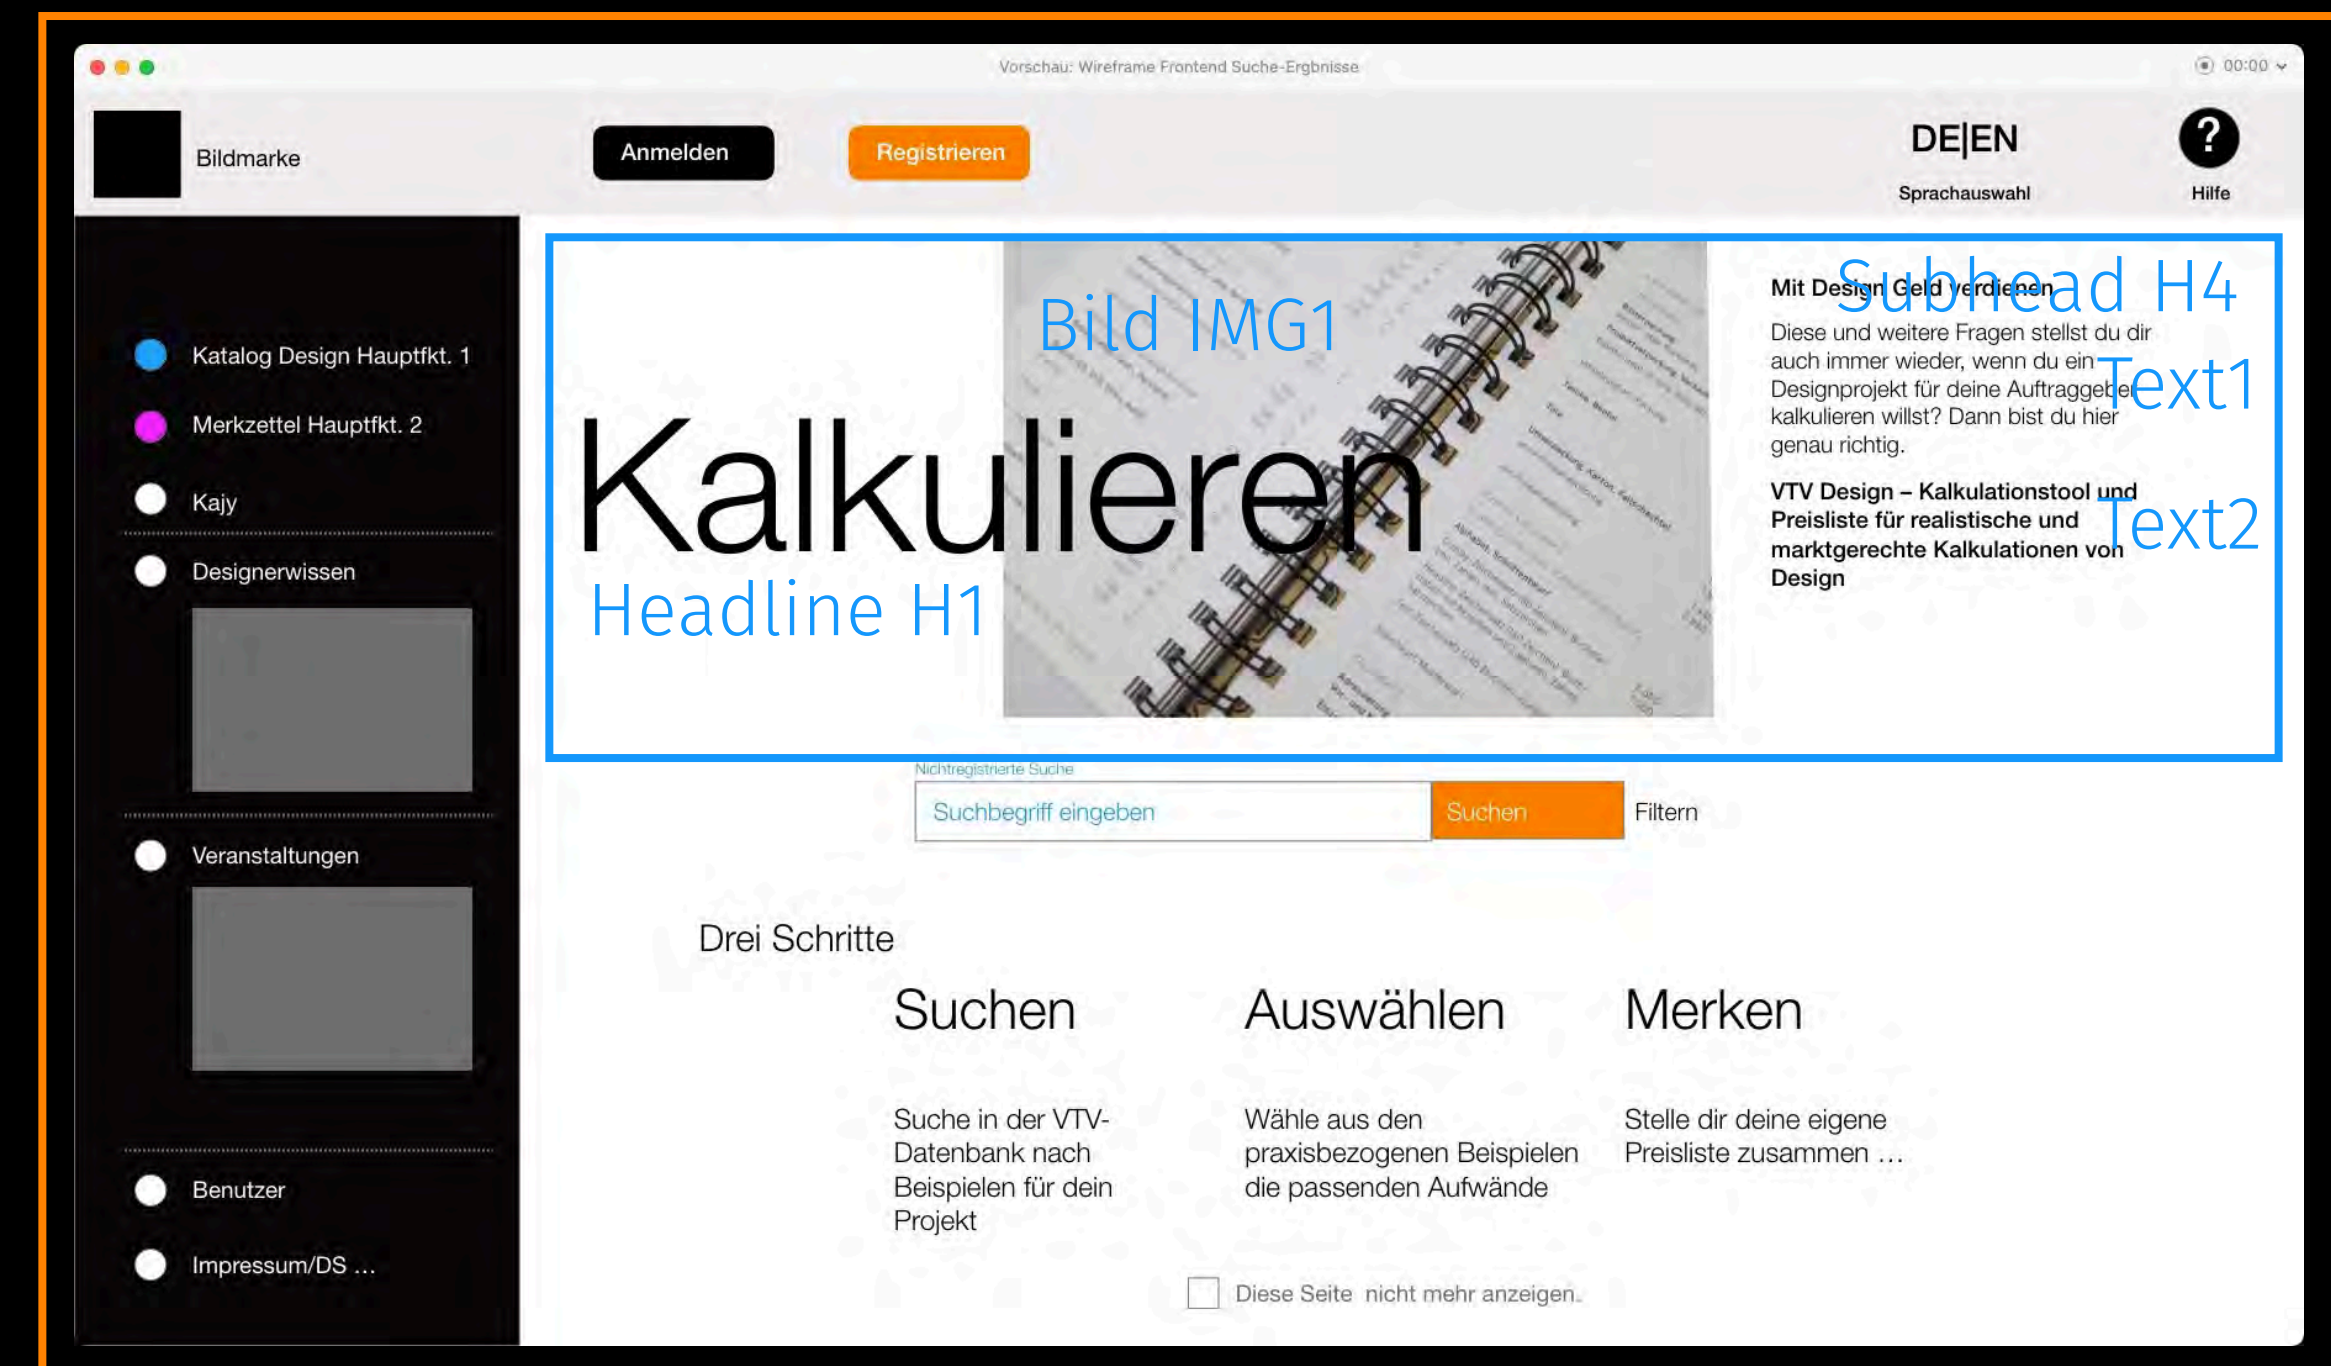 Vorschau: Wireframe Frontend Suche-Ergbnisse
00:00
Bildmarke
Anmelden
Registrieren
DE|EN
Sprachauswahl
?
Hilfe
Katalog Design Hauptfkt. 1
Merkzettel Hauptfkt. 2
Kajy
Designerwissen
Veranstaltungen
Benutzer
Impressum/DS ...
Bild IMG1
Kalkulieren
Headline H1
Subhead H4
Mit Design Geld verdienen
Diese und weitere Fragen stellst du dir
auch immer wieder, wenn du ein
Designprojekt für deine Auftraggeber
kalkulieren willst? Dann bist du hier
genau richtig.
Text1
VTV Design – Kalkulationstool und
Preisliste für realistische und
marktgerechte Kalkulationen von
Design
Text2
Nichtregistrierte Suche
Suchbegriff eingeben
Suchen
Filtern
Drei Schritte
Suchen
Suche in der VTV-
Datenbank nach
Beispielen für dein
Projekt
Auswählen
Wähle aus den
praxisbezogenen Beispielen
die passenden Aufwände
Merken
Stelle dir deine eigene
Preisliste zusammen ...
Diese Seite nicht mehr anzeigen.